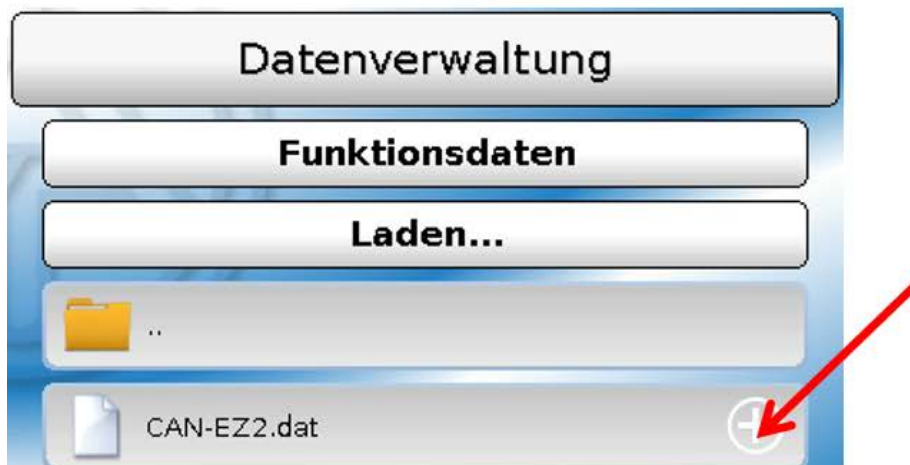 Datenverwaltung
Funktionsdaten
Laden...
..
CAN-EZ2.dat